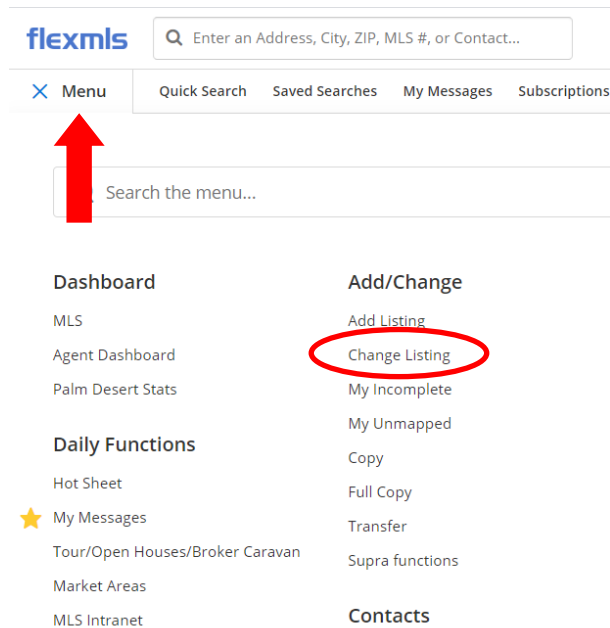 flexmls
Enter an Address, City, ZIP, MLS #, or Contact...
Menu Quick Search Saved Searches My Messages Subscriptions
Search the menu...
Dashboard
MLS
Agent Dashboard
Palm Desert Stats
Daily Functions
Hot Sheet
My Messages
Tour/Open Houses/Broker Caravan
Market Areas
MLS Intranet
Add/Change
Add Listing
Change Listing
My Incomplete
My Unmapped
Copy
Full Copy
Transfer
Supra functions
Contacts